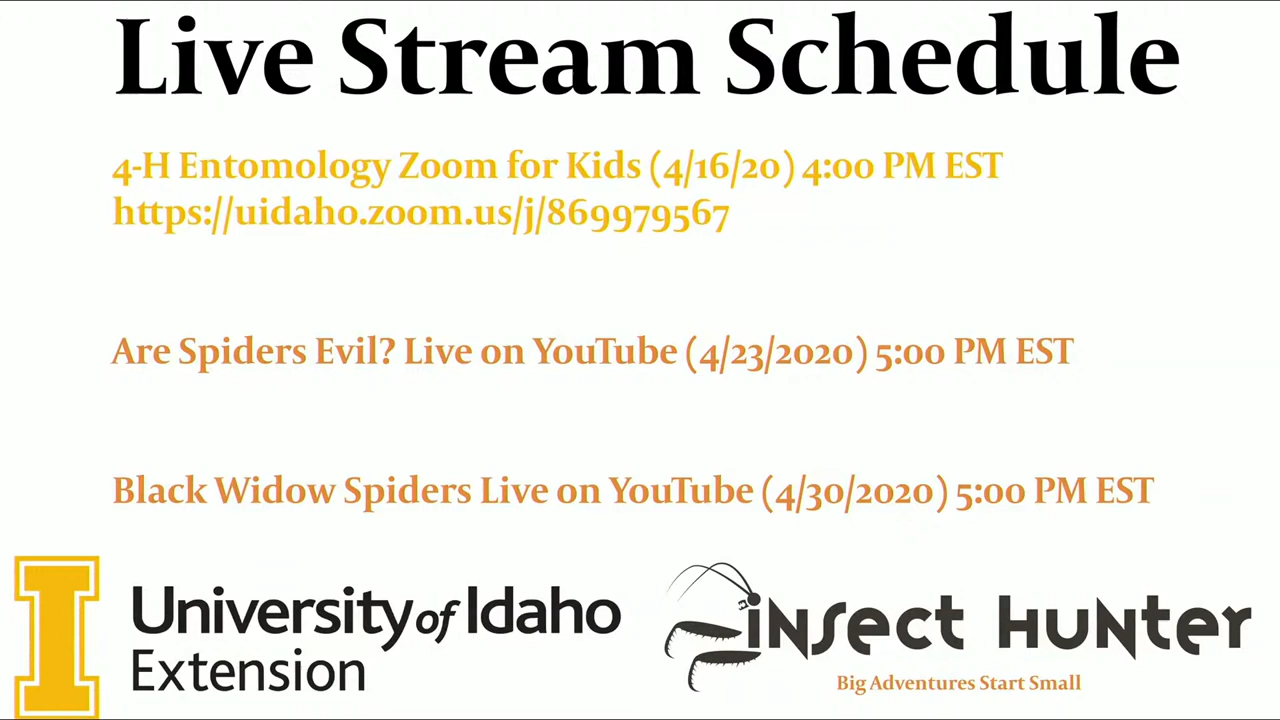 Live Stream Schedule
4-H Entomology Zoom for Kids (4/16/20) 4:00 PM EST
https://uidaho.zoom.us/j/869979567
Are Spiders Evil? Live on YouTube (4/23/2020) 5:00 PM EST
Black Widow Spiders Live on YouTube (4/30/2020) 5:00 PM EST
I
University of Idaho
Extension
insect hunter
Big Adventures Start Small